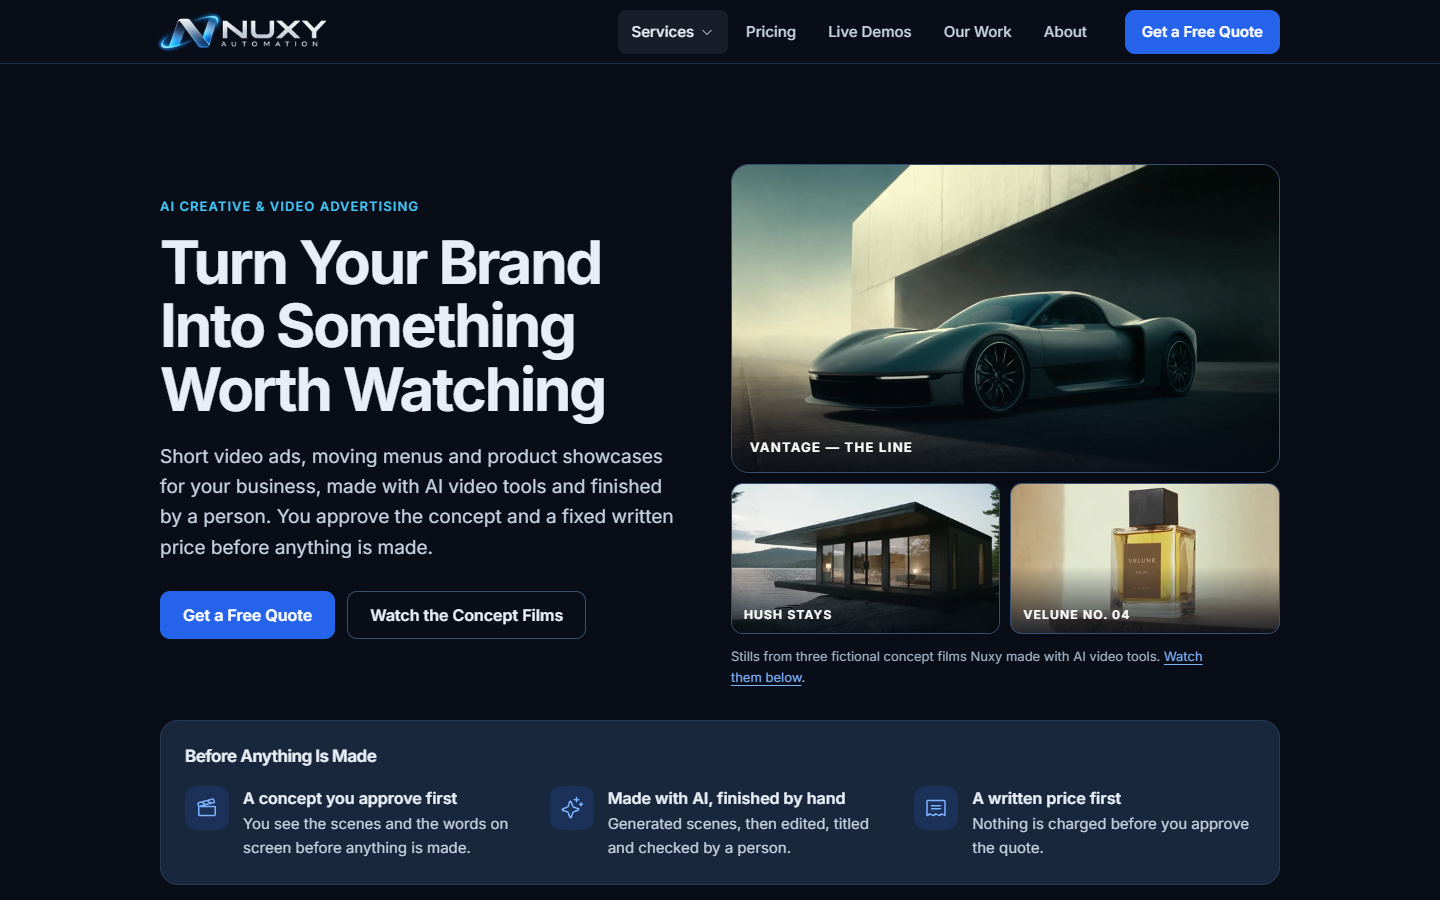 NUXY
AUTOMATION
Services
Pricing
Live Demos
Our Work
About
Get a Free Quote
AI CREATIVE & VIDEO ADVERTISING
Turn Your Brand
Into Something
Worth Watching
Short video ads, moving menus and product showcases
for your business, made with AI video tools and finished
by a person. You approve the concept and a fixed written
price before anything is made.
Get a Free Quote
Watch the Concept Films
VANTAGE — THE LINE
HUSH STAYS
VELUNE
VELUNE NO. 04
Stills from three fictional concept films Nuxy made with AI video tools. Watch
them below.
Before Anything Is Made
A concept you approve first
You see the scenes and the words on
screen before anything is made.
Made with AI, finished by hand
Generated scenes, then edited, titled
and checked by a person.
A written price first
Nothing is charged before you approve
the quote.